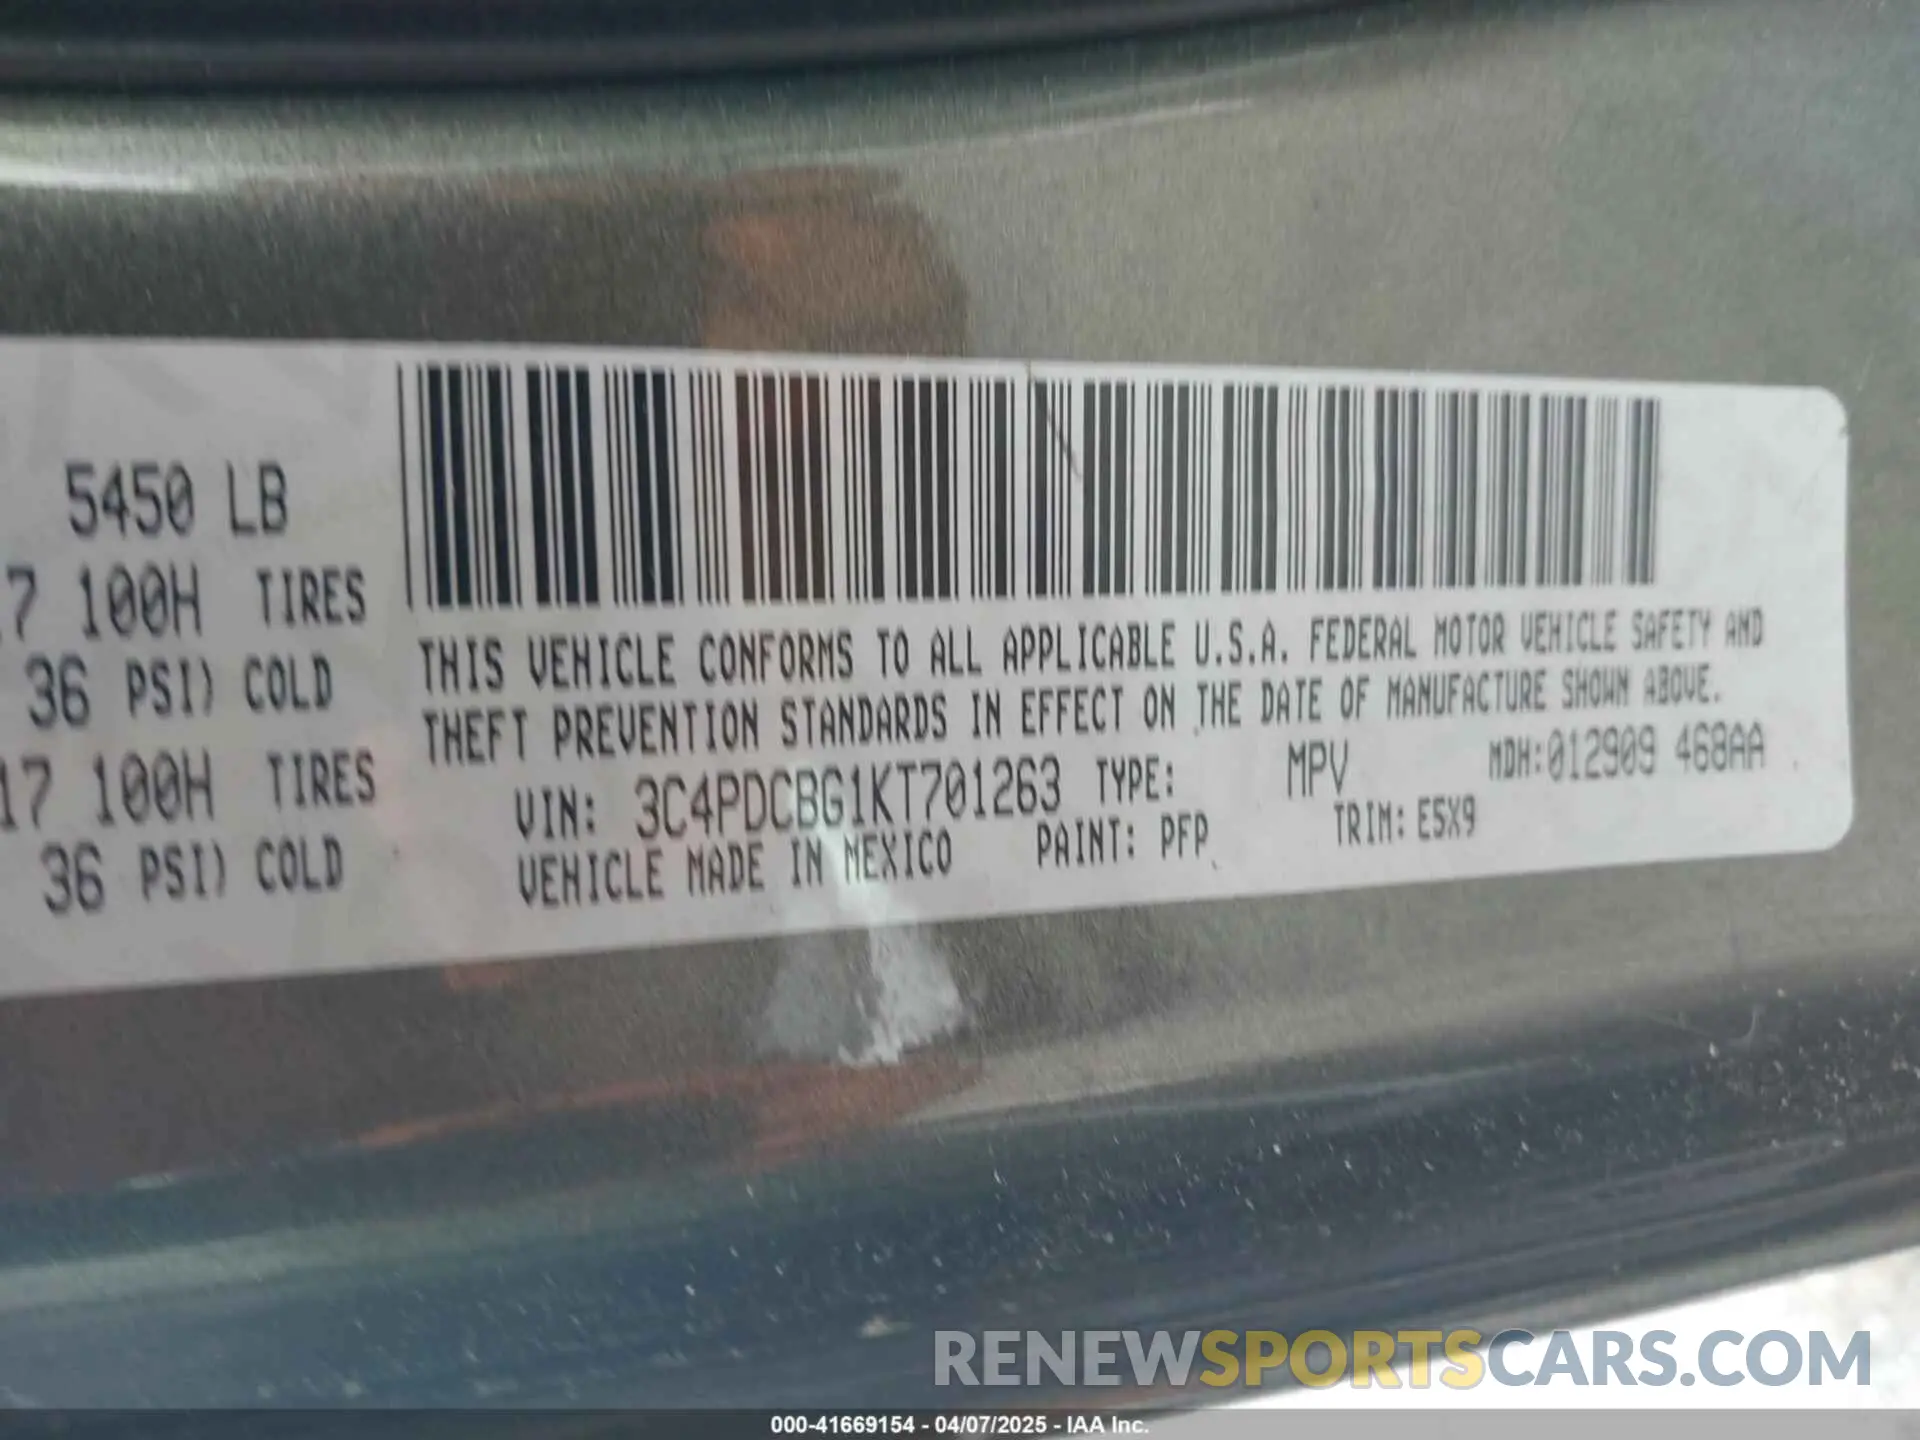 5450 LB
17 100H TIRES
36 PSI) COLD
17 100H TIRES
36 PSI) COLD
THIS VEHICLE CONFORMS TO ALL APPLICABLE U.S.A. FEDERAL MOTOR VEHICLE SAFETY AND
THEFT PREVENTION STANDARDS IN EFFECT ON THE DATE OF MANUFACTURE SHOWN ABOVE.
VIN: 3C4PDCBG1KT701263 TYPE: MPV MDH:012909 468AA
VEHICLE MADE IN MEXICO PAINT: PFP TRIM: E5X9
RENEWSPORTSCARS.COM
000-41669154 - 04/07/2025 - IAA Inc.